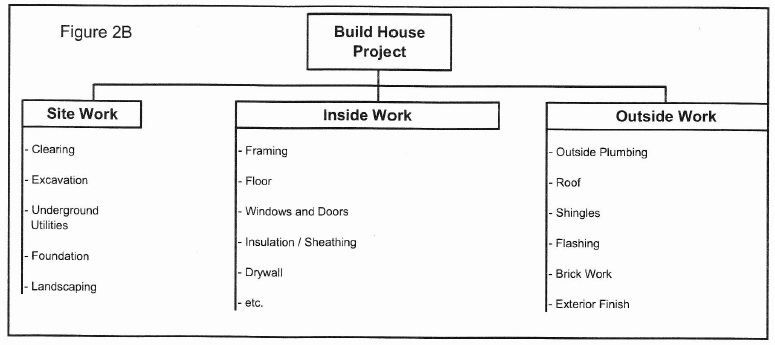 Figure 2B
Build House
Project
Site Work
- Clearing
- Excavation
- Underground
Utilities
- Foundation
- Landscaping
Inside Work
- Framing
- Floor
- Windows and Doors
- Insulation / Sheathing
- Drywall
- etc.
Outside Work
- Outside Plumbing
- Roof
- Shingles
- Flashing
- Brick Work
- Exterior Finish